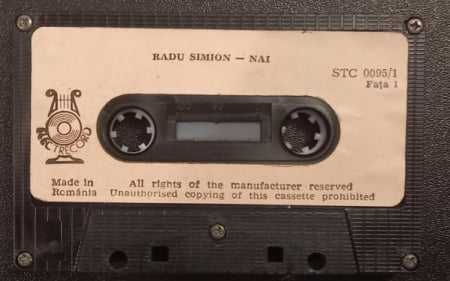 RADU SIMION — NAI
STC 0095/1
Fața 1
ELECTRECORD
Made in
România
All rights of the manufacturer reserved
Unauthorised copying of this cassette prohibited